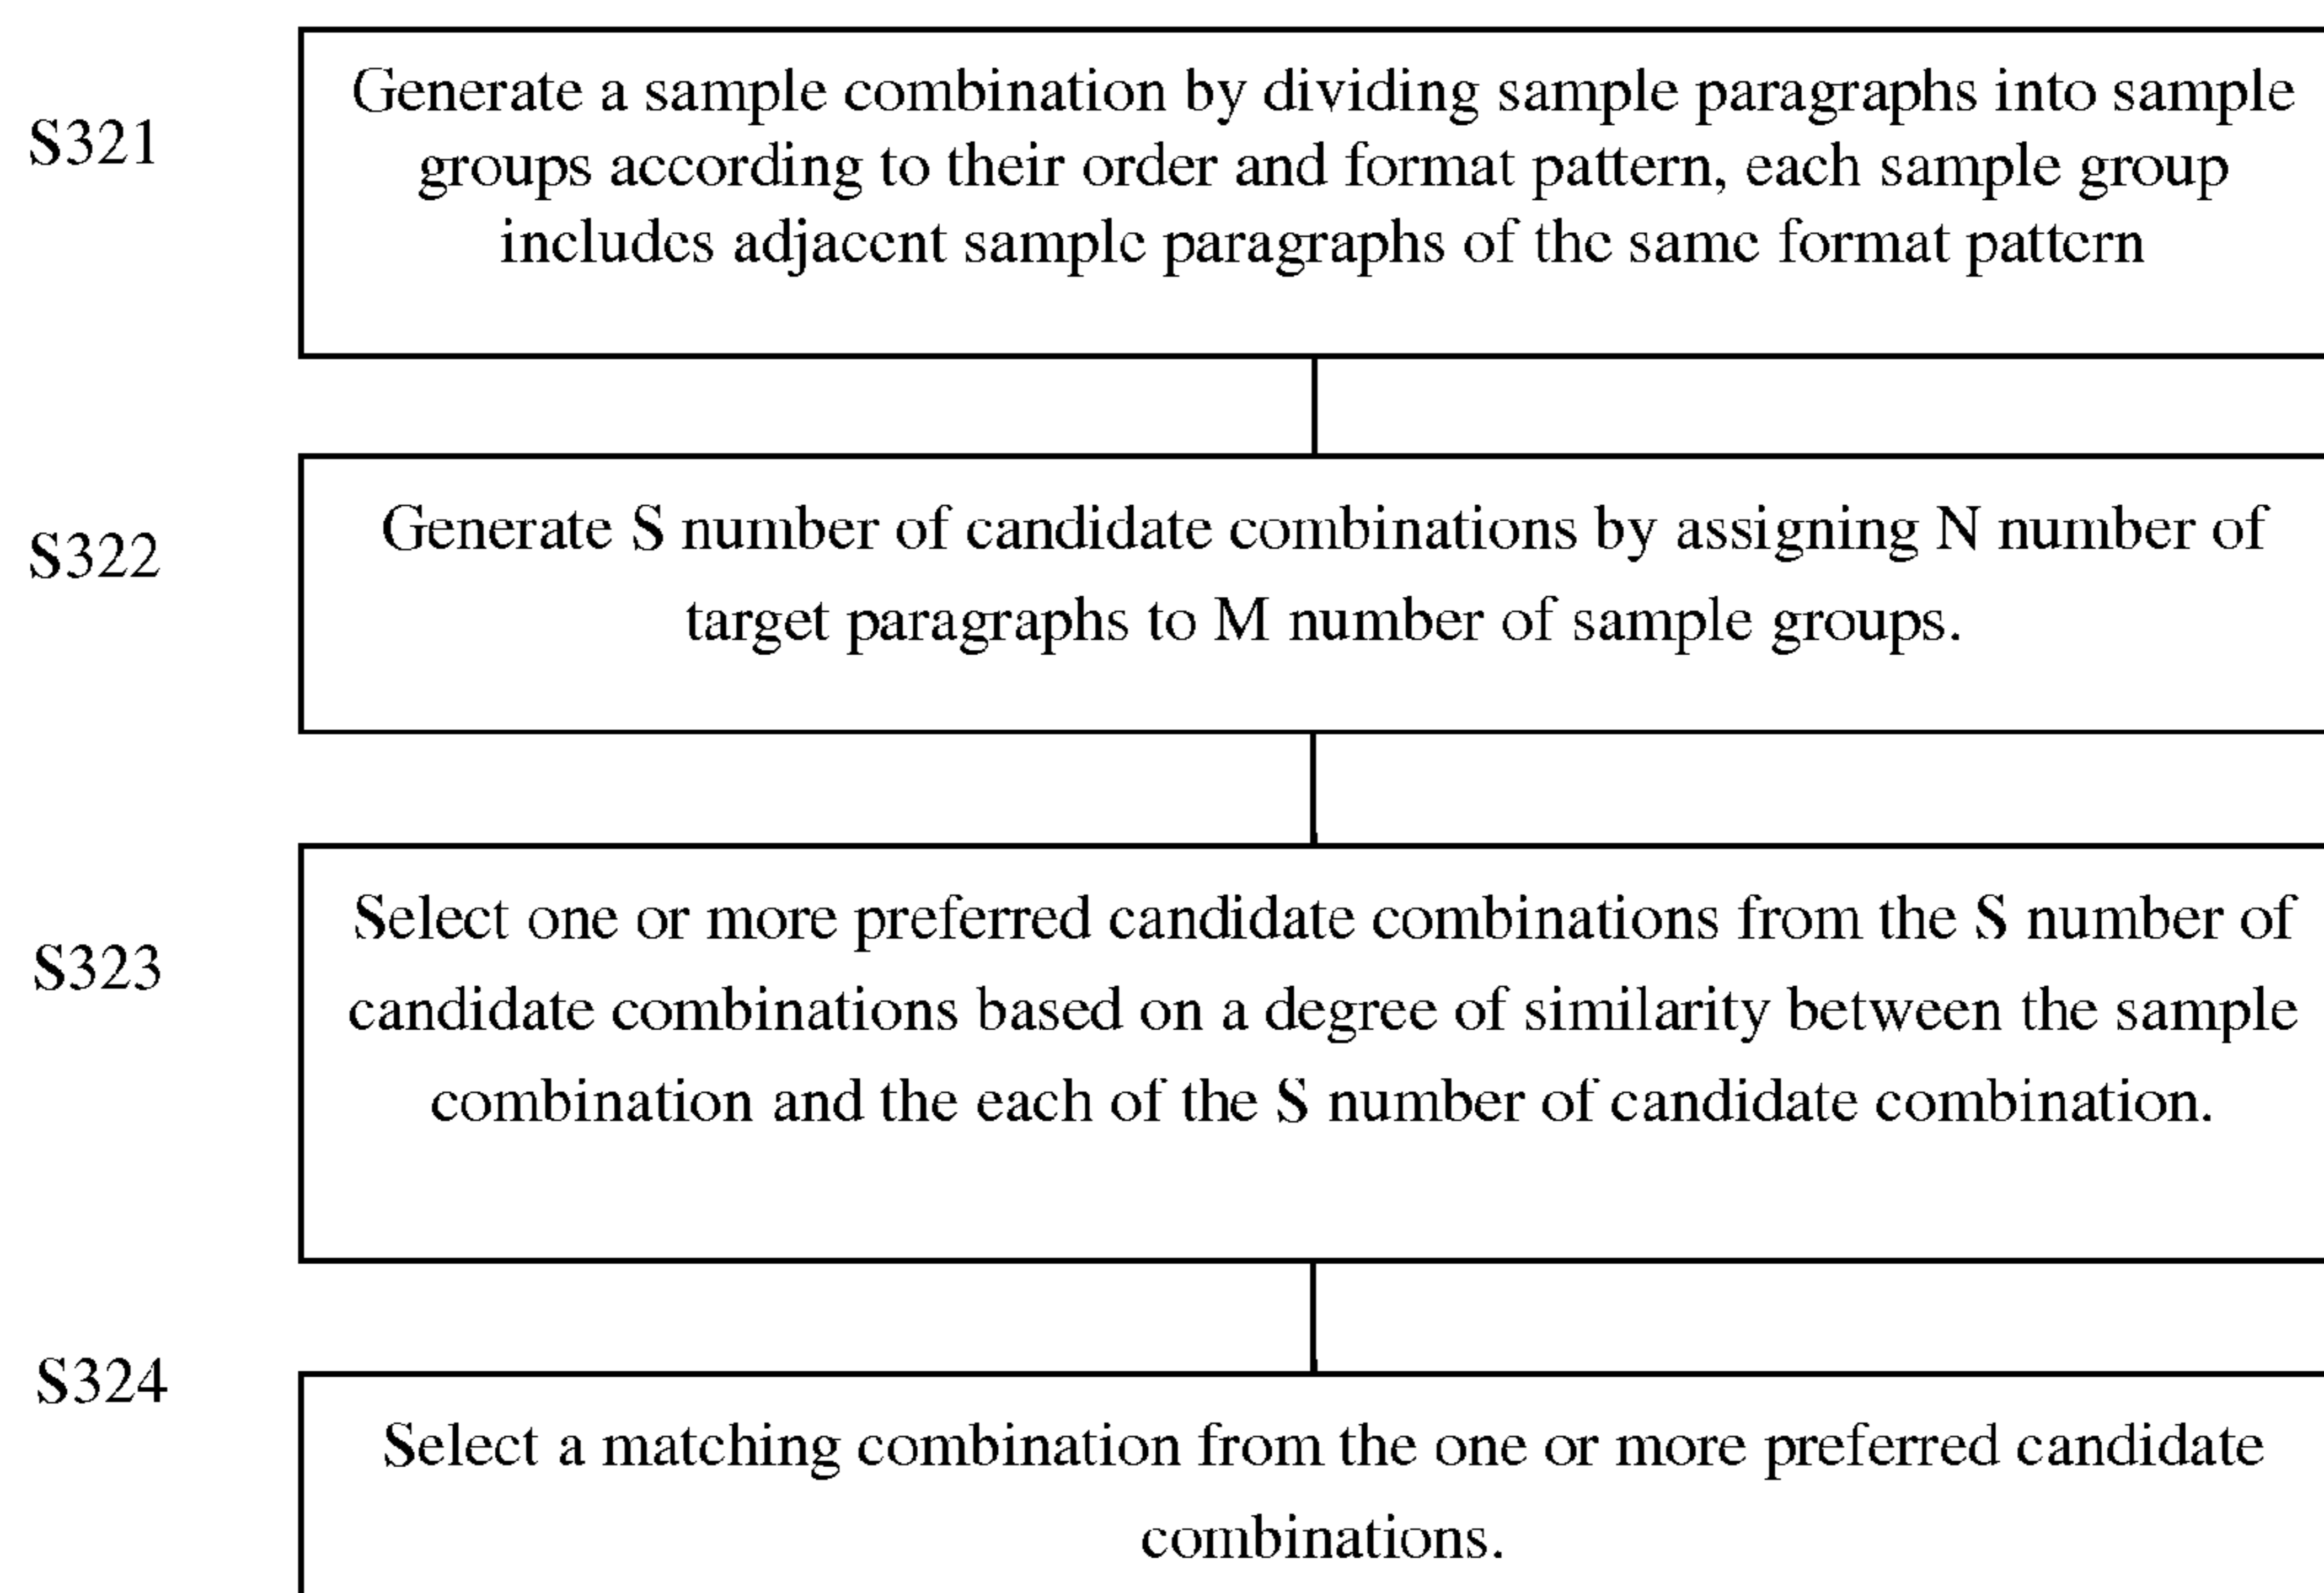 S321
Generate a sample combination by dividing sample paragraphs into sample
groups according to their order and format pattern, each sample group
includes adjacent sample paragraphs of the same format pattern
S322
Generate S number of candidate combinations by assigning N number of
target paragraphs to M number of sample groups.
S323
Select one or more preferred candidate combinations from the S number of
candidate combinations based on a degree of similarity between the sample
combination and the each of the S number of candidate combination.
S324
Select a matching combination from the one or more preferred candidate
combinations.